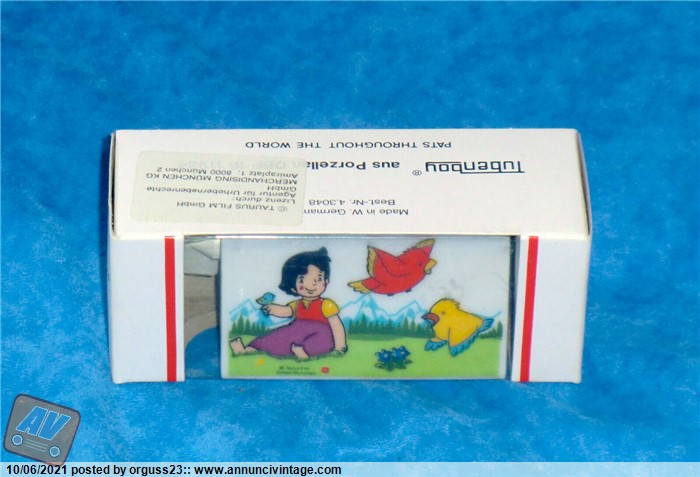 Tubenboy® aus Porzellan
PATS THROUGHOUT THE WORLD
Made in W. German
Best.-Nr. 4.3048
© TAURUS FILM GmbH
Lizenz durch:
Agentur für Urhebernebenrechte
GmbH
MERCHANDISING MÜNCHEN KG
Amiraplatz 1, 8000 München 2
AV
10/06/2021 posted by orguss23:: www.annuncivintage.com